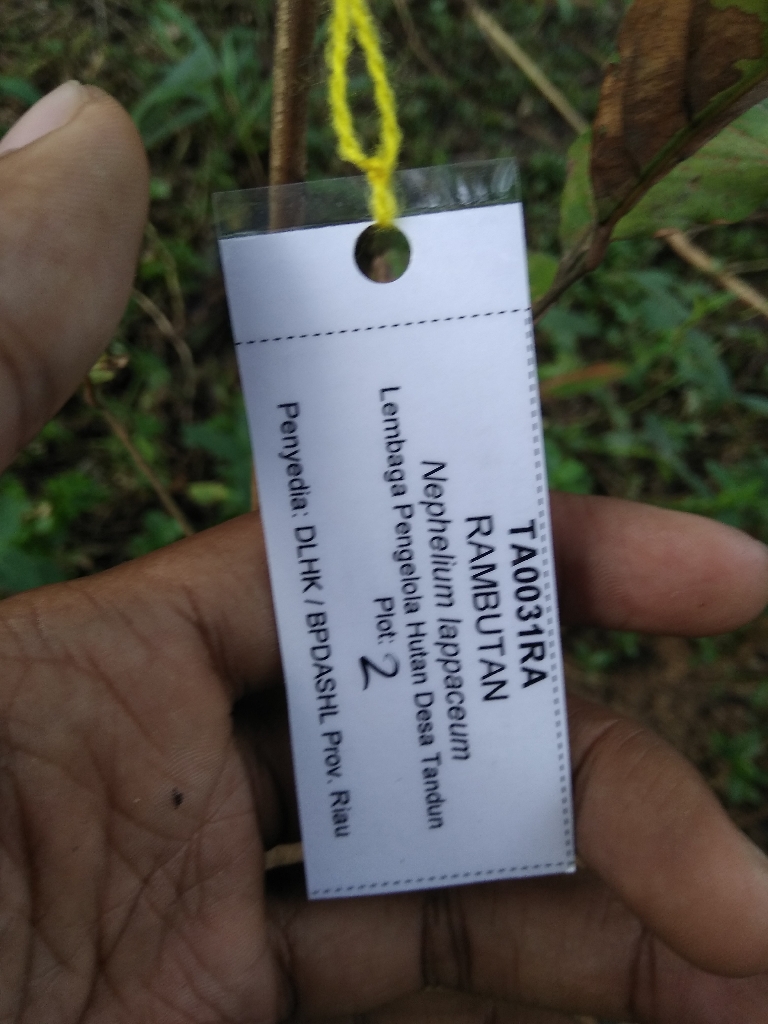 TA0031RA
RAMBUTAN
Nephelium lappaceum
Lembaga Pengelola Hutan Desa Tandun
Plot: 2
Penyedia: DLHK / BPDASHL Prov. Riau